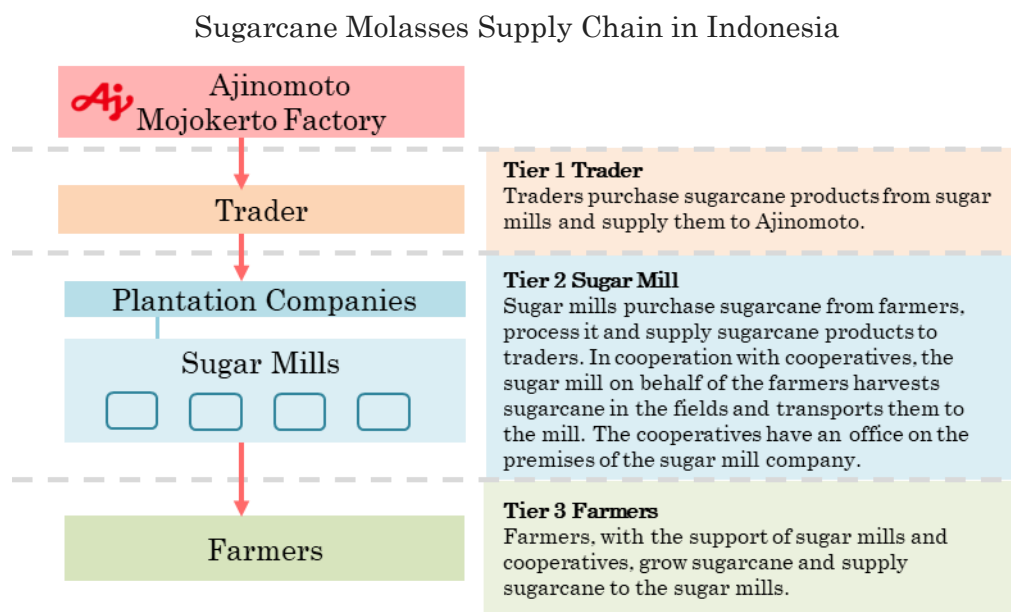 Sugarcane Molasses Supply Chain in Indonesia
Aj
Ajinomoto
Mojokerto Factory
Tier 1 Trader
Traders purchase sugarcane products from sugar
mills and supply them to Ajinomoto.
Trader
Plantation Companies
Sugar Mills
Tier 2 Sugar Mill
Sugar mills purchase sugarcane from farmers,
process it and supply sugarcane products to
traders. In cooperation with cooperatives, the
sugar mill on behalf of the farmers harvests
sugarcane in the fields and transports them to
the mill. The cooperatives have an office on the
premises of the sugar mill company.
Farmers
Tier 3 Farmers
Farmers, with the support of sugar mills and
cooperatives, grow sugarcane and supply
sugarcane to the sugar mills.